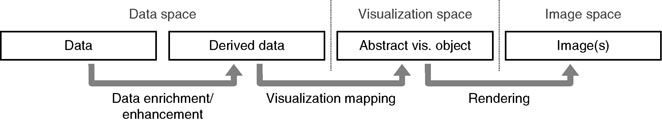 Data space
Visualization space
Image space
Data
Derived data
Abstract vis. object
Image(s)
Data enrichment/
enhancement
Visualization mapping
Rendering